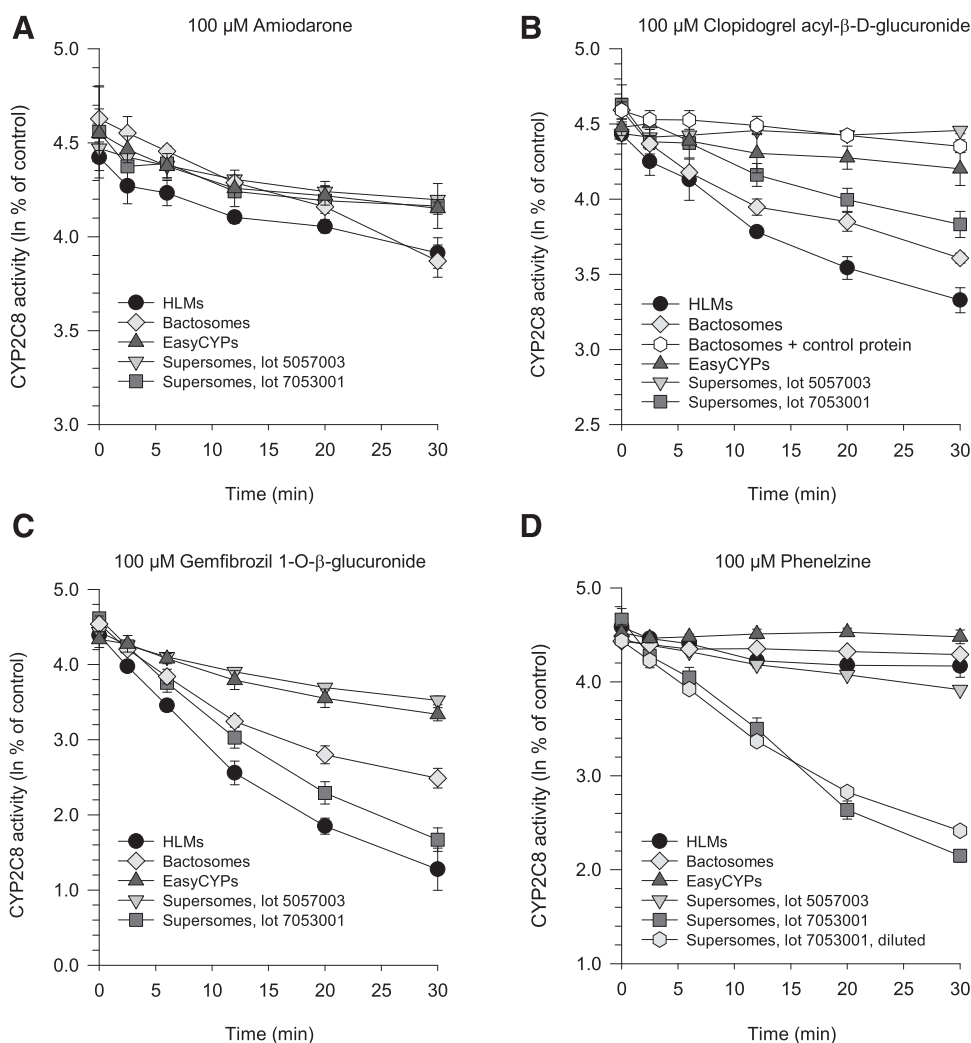 A
100 µM Amiodarone
CYP2C8 activity (ln % of control)
5.0
4.5
4.0
3.5
3.0
HLMs
Bactosomes
EasyCYPs
Supersomes, lot 5057003
Supersomes, lot 7053001
0 5 10 15 20 25 30
Time (min)
B
100 µM Clopidogrel acyl-β-D-glucuronide
CYP2C8 activity (ln % of control)
5.0
4.5
4.0
3.5
3.0
2.5
HLMs
Bactosomes
Bactosomes + control protein
EasyCYPs
Supersomes, lot 5057003
Supersomes, lot 7053001
0 5 10 15 20 25 30
Time (min)
C
100 µM Gemfibrozil 1-O-β-glucuronide
CYP2C8 activity (ln % of control)
5.0
4.0
3.0
2.0
1.0
0.0
HLMs
Bactosomes
EasyCYPs
Supersomes, lot 5057003
Supersomes, lot 7053001
0 5 10 15 20 25 30
Time (min)
D
100 µM Phenelzine
CYP2C8 activity (ln % of control)
5.0
4.0
3.0
2.0
1.0
HLMs
Bactosomes
EasyCYPs
Supersomes, lot 5057003
Supersomes, lot 7053001
Supersomes, lot 7053001, diluted
0 5 10 15 20 25 30
Time (min)